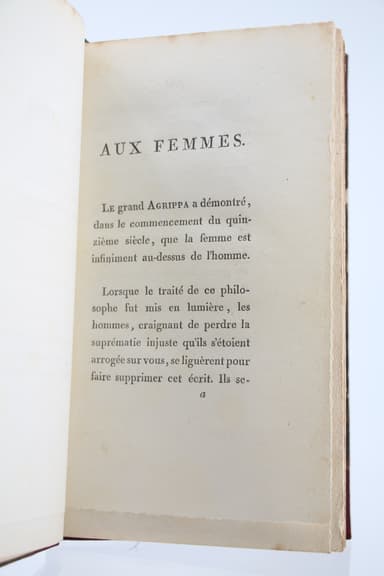 AUX FEMMES.
LE grand AGRIPPA a démontré,
dans le commencement du quin-
zième siècle, que la femme est
infiniment au-dessus de l'homme.
Lorsque le traité de ce philo-
sophe fut mis en lumière, les
hommes, craignant de perdre la
suprématie injuste qu'ils s'étoient
arrogée sur vous, se liguèrent pour
faire supprimer cet écrit. Ils se-
a